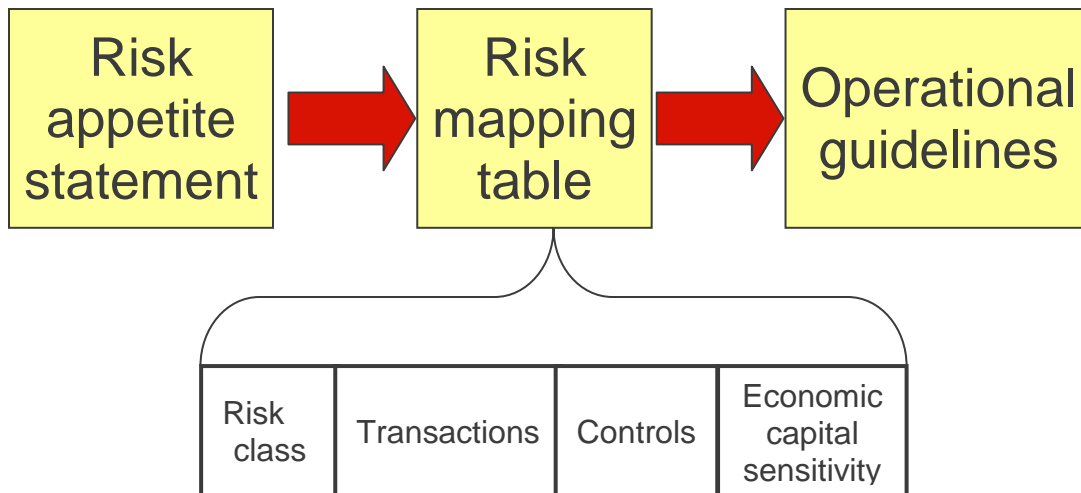 Risk
appetite
statement
Risk
mapping
table
Operational
guidelines
Risk
class
Transactions
Controls
Economic
capital
sensitivity